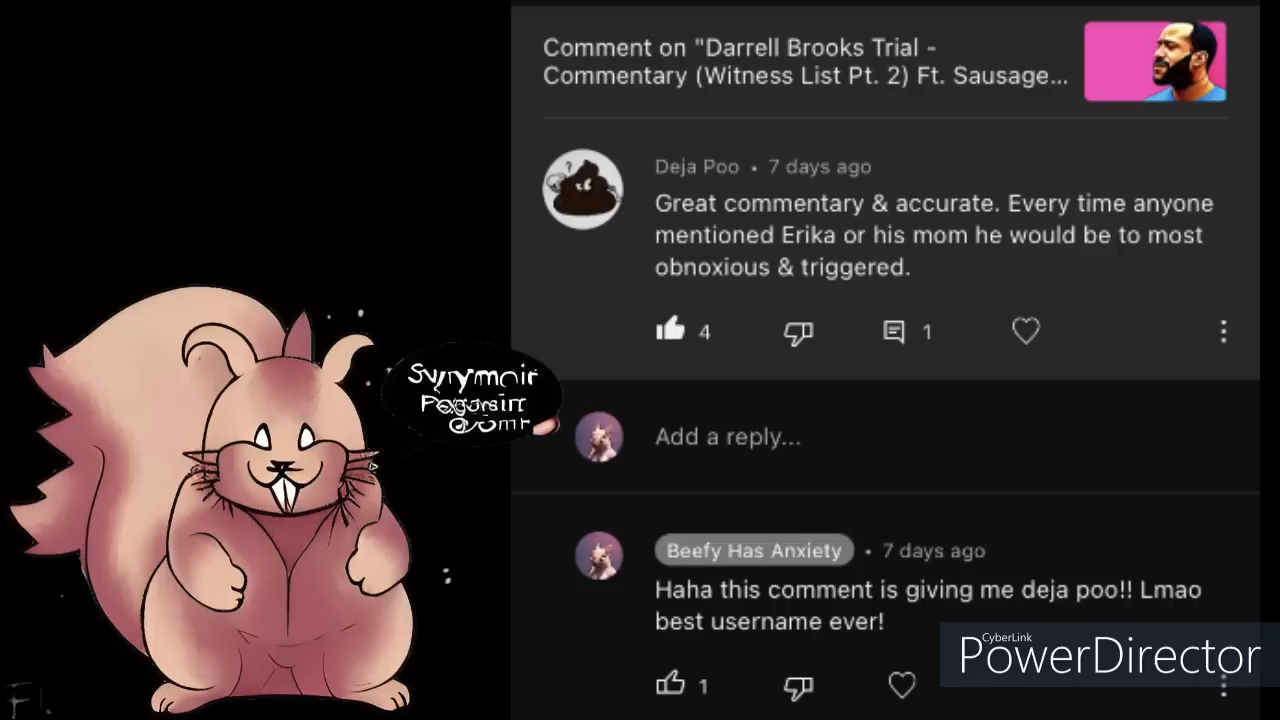 Comment on "Darrell Brooks Trial -
Commentary (Witness List Pt. 2) Ft. Sausage...
Deja Poo • 7 days ago
Great commentary & accurate. Every time anyone
mentioned Erika or his mom he would be to most
obnoxious & triggered.
4
1
Add a reply...
Beefy Has Anxiety • 7 days ago
Haha this comment is giving me deja poo!! Lmao
best username ever!
1
CyberLink
PowerDirector